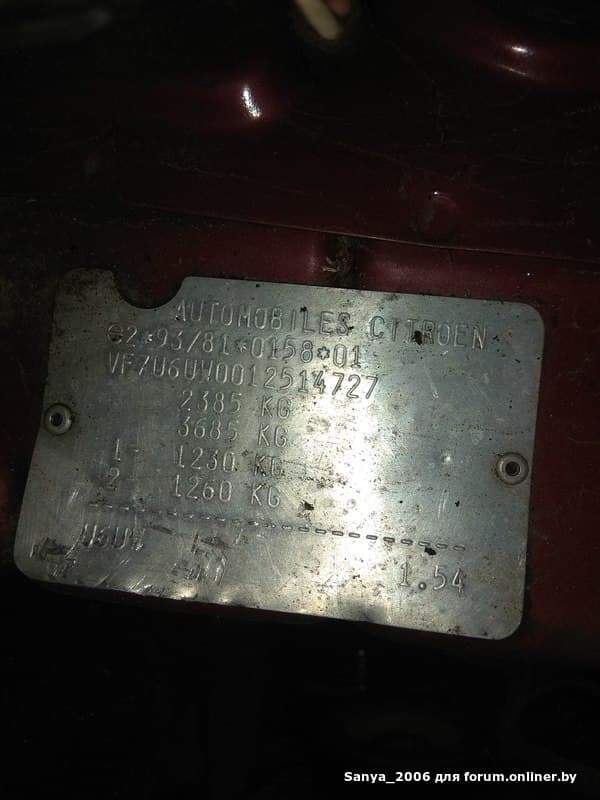 AUTOMOBILES CITROEN
e2*93/81*0158*01
VF7U6UW0012514727
2385 KG
3685 KG
1- 1230 KG
2- 1260 KG
1.54
Sanya_2006 для forum.onliner.by